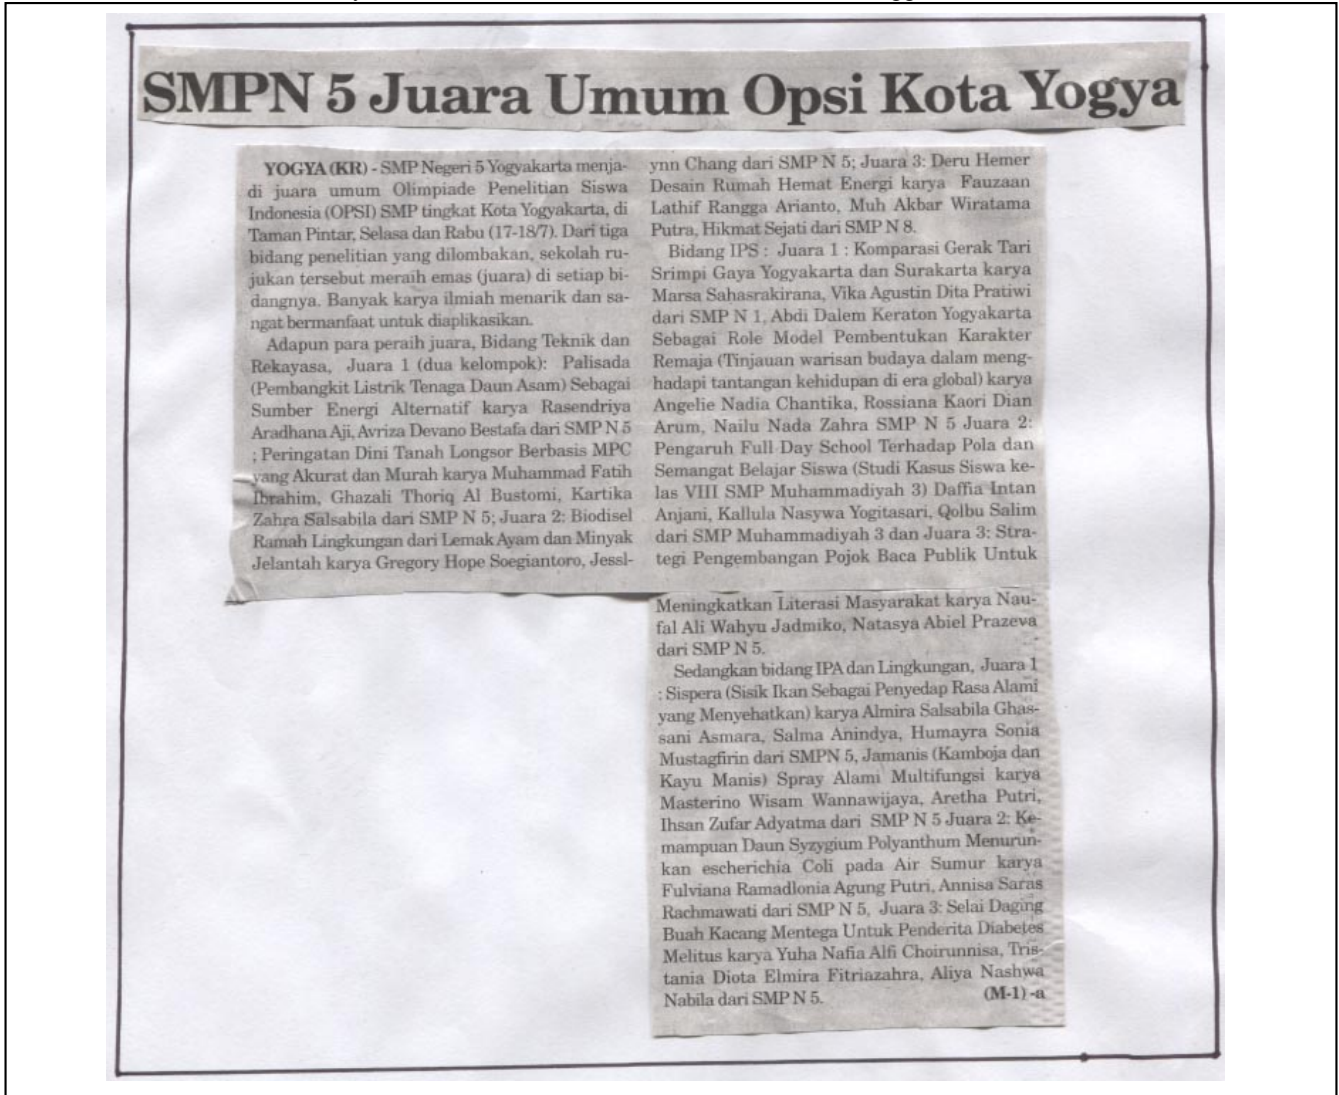 SMPN 5 Juara Umum Opsi Kota Yogya
YOGYA (KR) - SMP Negeri 5 Yogyakarta menja-
di juara umum Olimpiade Penelitian Siswa
Indonesia (OPSI) SMP tingkat Kota Yogyakarta, di
Taman Pintar, Selasa dan Rabu (17-18/7). Dari tiga
bidang penelitian yang dilombakan, sekolah ru-
jukan tersebut meraih emas (juara) di setiap bi-
dangnya. Banyak karya ilmiah menarik dan sa-
ngat bermanfaat untuk diaplikasikan.
Adapun para peraih juara, Bidang Teknik dan
Rekayasa, Juara 1 (dua kelompok): Palisada
(Pembangkit Listrik Tenaga Daun Asam) Sebagai
Sumber Energi Alternatif karya Rasendriya
Aradhana Aji, Avriza Devano Bestafa dari SMP N 5
; Peringatan Dini Tanah Longsor Berbasis MPC
yang Akurat dan Murah karya Muhammad Fatih
Ibrahim, Ghazali Thoriq Al Bustomi, Kartika
Zahra Salsabila dari SMP N 5; Juara 2: Biodisel
Ramah Lingkungan dari Lemak Ayam dan Minyak
Jelantah karya Gregory Hope Soegiantoro, Jessl-
ynn Chang dari SMP N 5; Juara 3: Deru Hemer
Desain Rumah Hemat Energi karya Fauzaan
Lathif Rangga Arianto, Muh Akbar Wiratama
Putra, Hikmat Sejati dari SMP N 8.
Bidang IPS : Juara 1 : Komparasi Gerak Tari
Srimpi Gaya Yogyakarta dan Surakarta karya
Marsa Sahasrakirana, Vika Agustin Dita Pratiwi
dari SMP N 1, Abdi Dalem Keraton Yogyakarta
Sebagai Role Model Pembentukan Karakter
Remaja (Tinjauan warisan budaya dalam meng-
hadapi tantangan kehidupan di era global) karya
Angelie Nadia Chantika, Rossiana Kaori Dian
Arum, Nailu Nada Zahra SMP N 5 Juara 2:
Pengaruh Full Day School Terhadap Pola dan
Semangat Belajar Siswa (Studi Kasus Siswa ke-
las VIII SMP Muhammadiyah 3) Daffia Intan
Anjani, Kallula Nasywa Yogitasari, Qolbu Salim
dari SMP Muhammadiyah 3 dan Juara 3: Stra-
tegi Pengembangan Pojok Baca Publik Untuk
Meningkatkan Literasi Masyarakat karya Nau-
fal Ali Wahyu Jadmiko, Natasya Abiel Prazeva
dari SMP N 5.
Sedangkan bidang IPA dan Lingkungan, Juara 1
: Sispera (Sisik Ikan Sebagai Penyedap Rasa Alami
yang Menyehatkan) karya Almira Salsabila Ghas-
sani Asmara, Salma Anindya, Humayra Sonia
Mustagfirin dari SMPN 5, Jamanis (Kamboja dan
Kayu Manis) Spray Alami Multifungsi karya
Masterino Wisam Wannawijaya, Aretha Putri,
Ihsan Zufar Adyatma dari SMP N 5 Juara 2: Ke-
mampuan Daun Syzygium Polyanthum Menurun-
kan escherichia Coli pada Air Sumur karya
Fulviana Ramadlonia Agung Putri, Annisa Saras
Rachmawati dari SMP N 5, Juara 3: Selai Daging
Buah Kacang Mentega Untuk Penderita Diabetes
Melitus karya Yuha Nafia Alfi Choirunnisa, Tris-
tania Diota Elmira Fitriazahra, Aliya Nashwa
Nabila dari SMP N 5. (M-1) -a